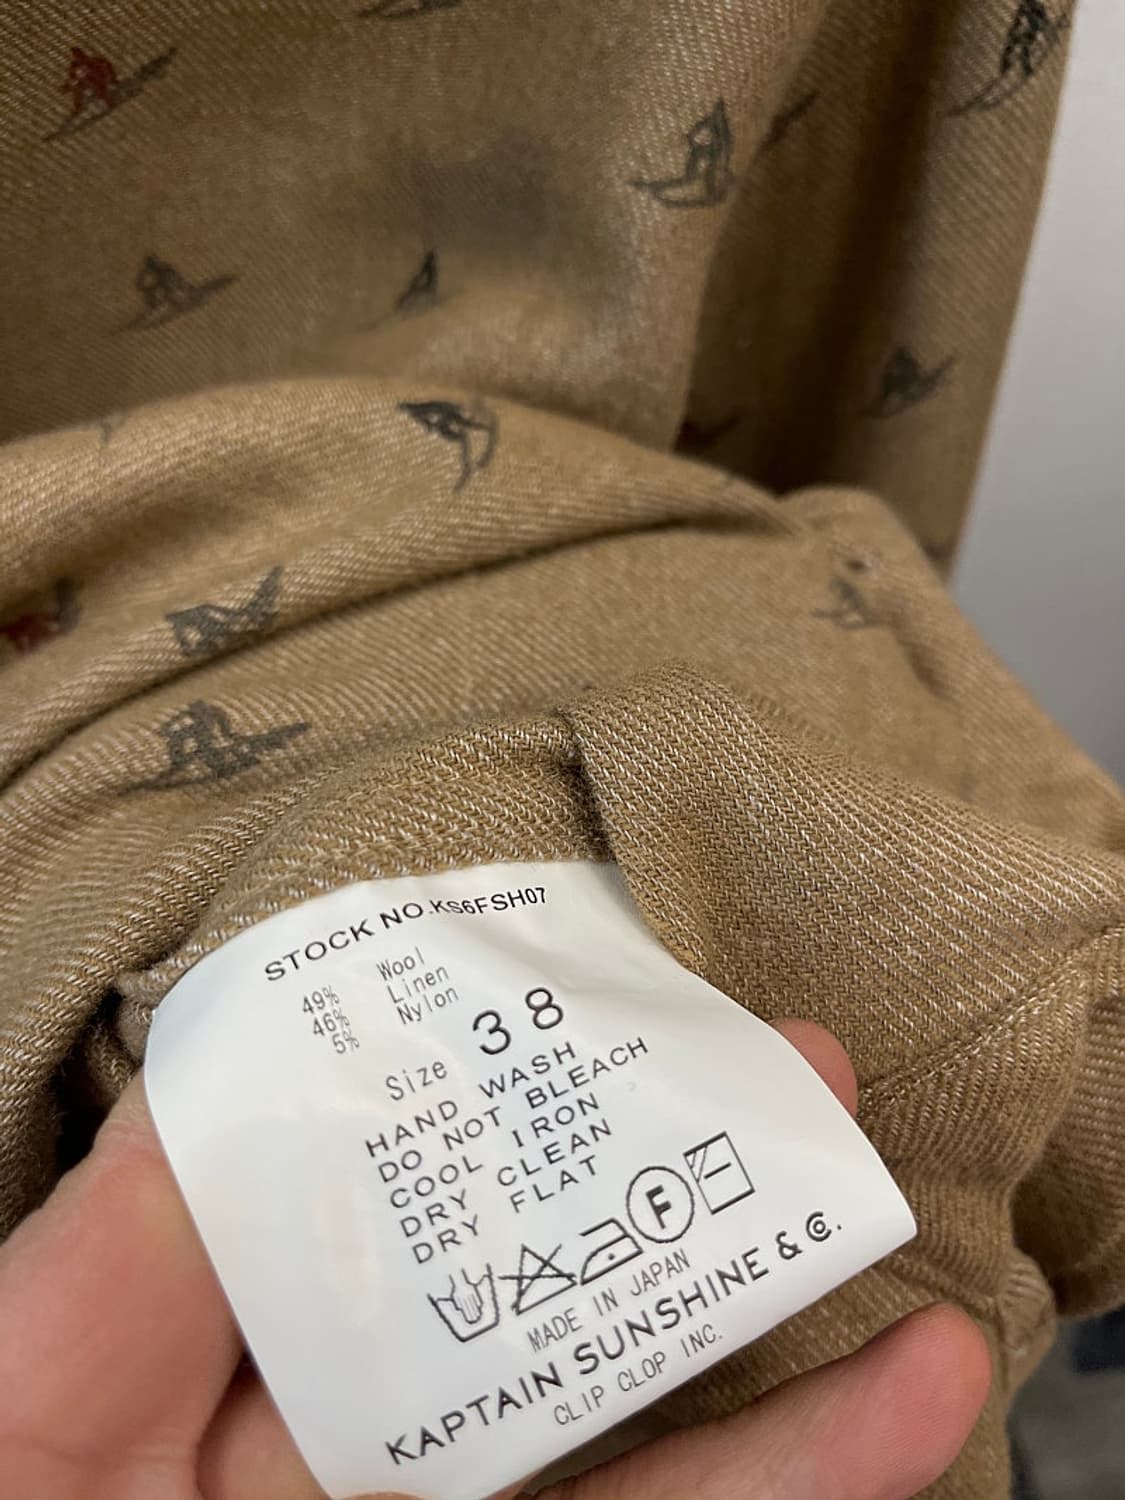 STOCK NO.KS6FSH07
49% Wool
46% Linen
5% Nylon
Size 38
HAND WASH
DO NOT BLEACH
COOL IRON
DRY CLEAN
DRY FLAT
F
MADE IN JAPAN
KAPTAIN SUNSHINE & Co.
CLIP CLOP INC.